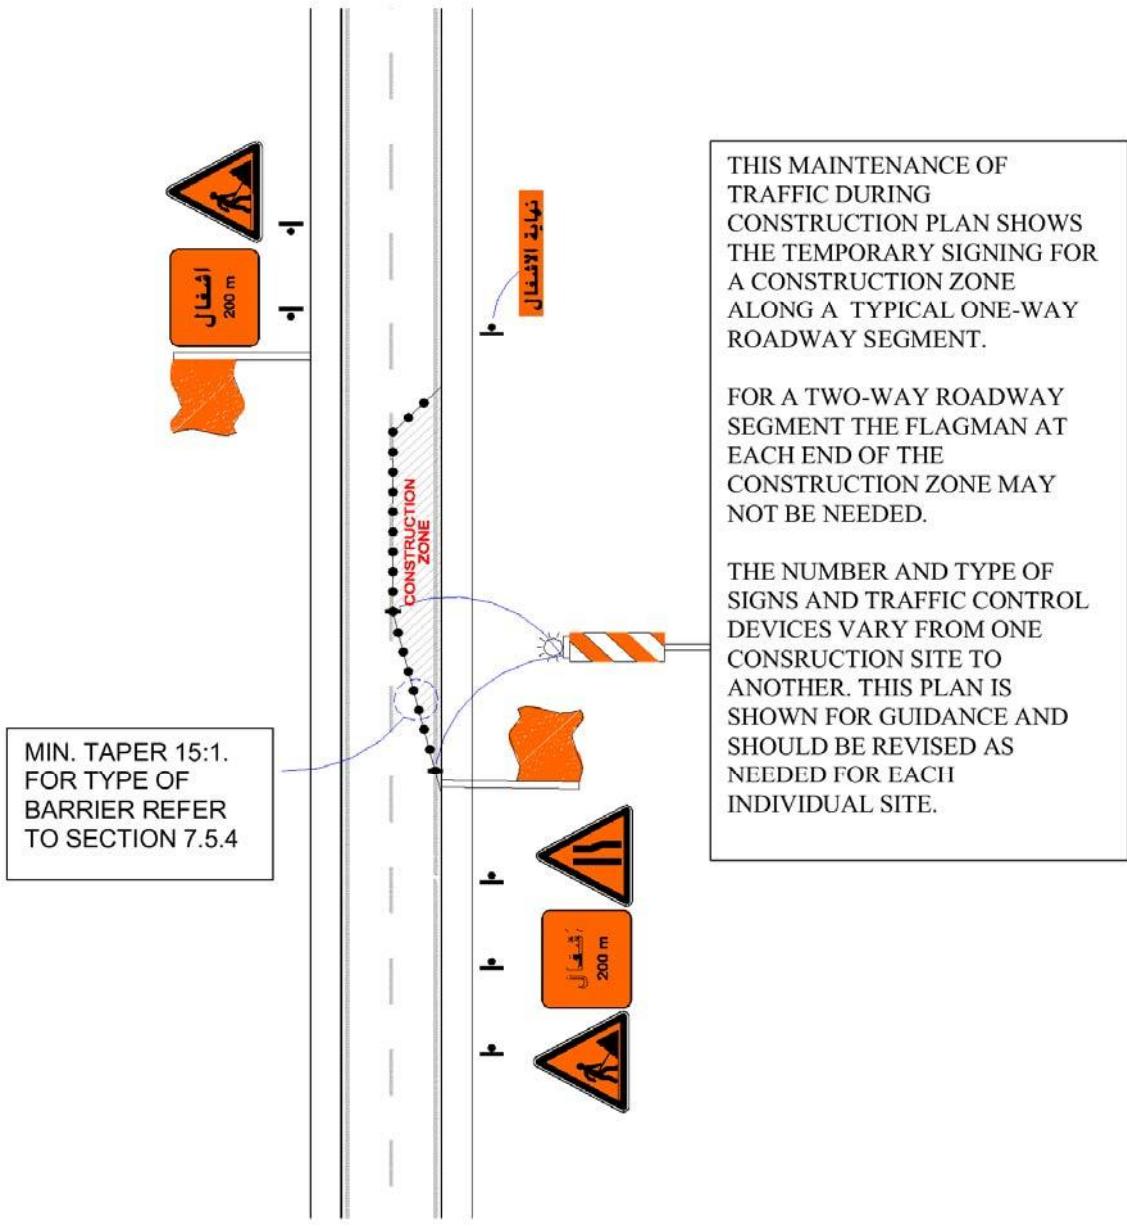 اشغال
200 m
نهاية الاشغال
CONSTRUCTION
ZONE
THIS MAINTENANCE OF
TRAFFIC DURING
CONSTRUCTION PLAN SHOWS
THE TEMPORARY SIGNING FOR
A CONSTRUCTION ZONE
ALONG A TYPICAL ONE-WAY
ROADWAY SEGMENT.
FOR A TWO-WAY ROADWAY
SEGMENT THE FLAGMAN AT
EACH END OF THE
CONSTRUCTION ZONE MAY
NOT BE NEEDED.
THE NUMBER AND TYPE OF
SIGNS AND TRAFFIC CONTROL
DEVICES VARY FROM ONE
CONSRUCTION SITE TO
ANOTHER. THIS PLAN IS
SHOWN FOR GUIDANCE AND
SHOULD BE REVISED AS
NEEDED FOR EACH
INDIVIDUAL SITE.
MIN. TAPER 15:1.
FOR TYPE OF
BARRIER REFER
TO SECTION 7.5.4
200 m